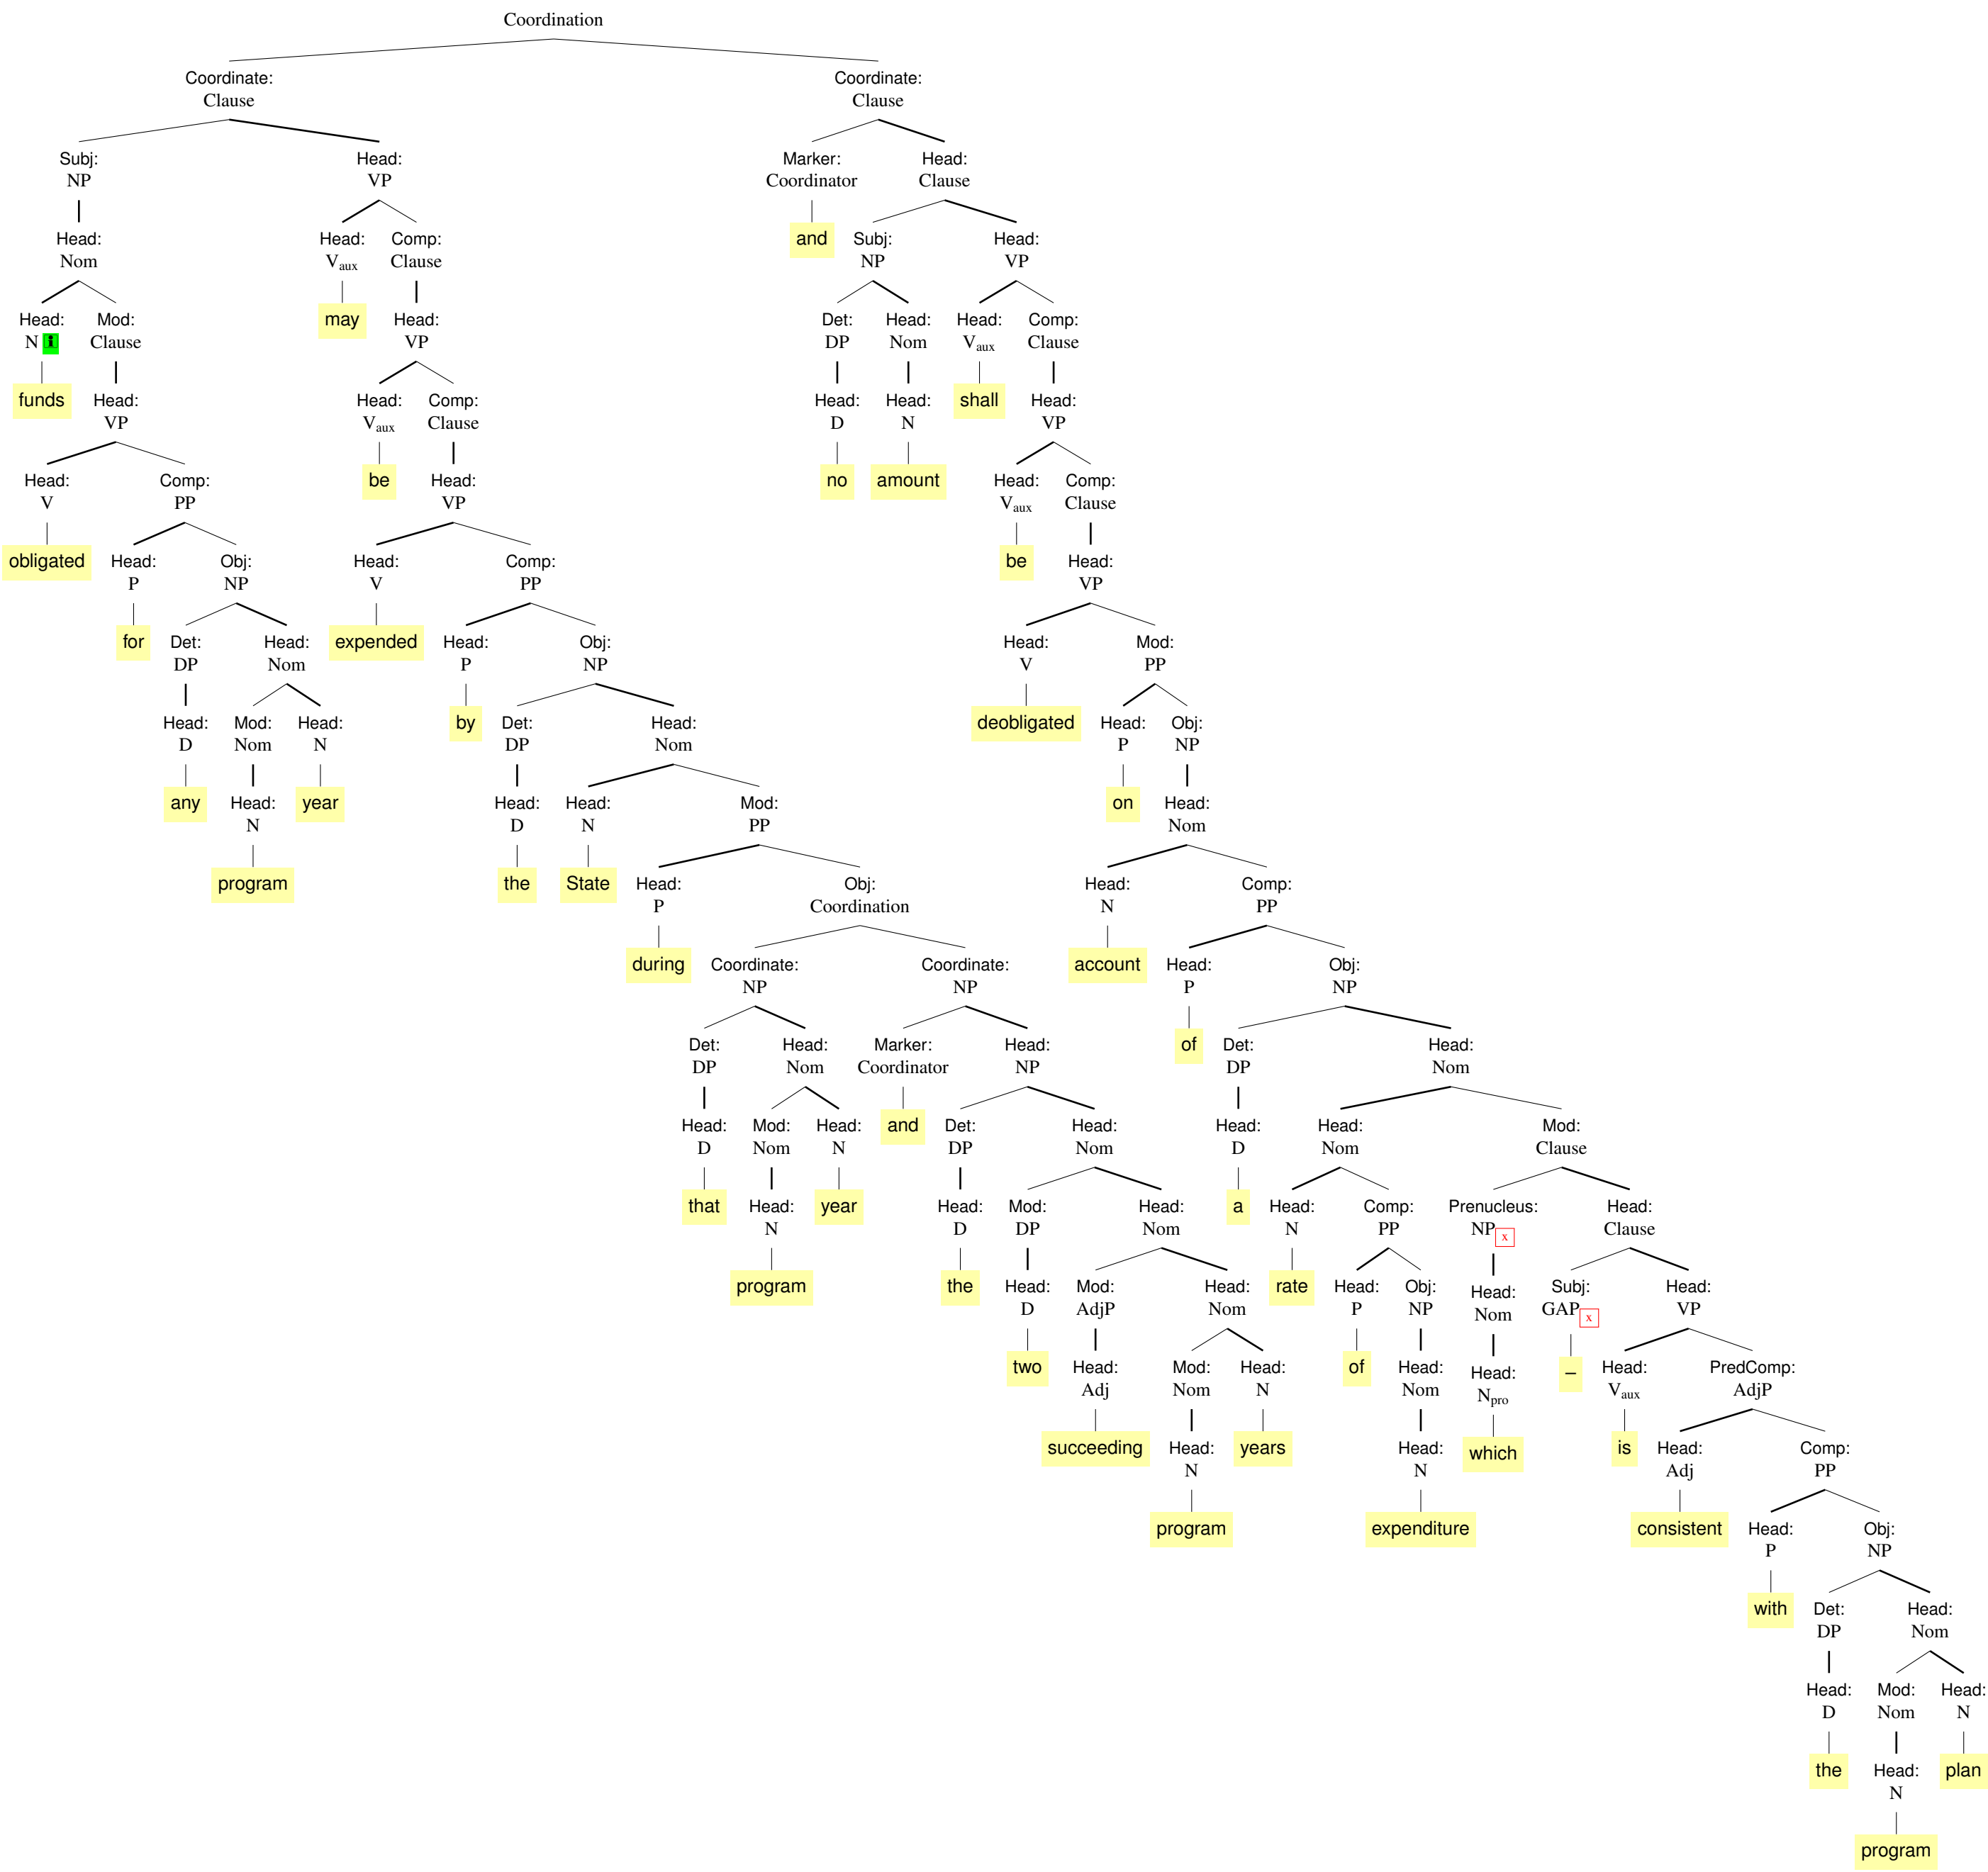 Coordination
Coordinate: Coordinate:
Clause Clause
Subj: Head: Marker: Head:
NP VP Coordinator Clause
Head: Head: Comp: and Subj: Head:
Nom Vaux Clause NP VP
Head: Mod: may Head: Det: Head: Head: Comp:
N i Clause VP DP Nom Vaux Clause
funds Head: Head: Comp: Head: Head: shall Head:
VP Vaux Clause D N VP
Head: Comp: be Head: no amount Head: Comp:
V PP VP Vaux Clause
obligated Head: Obj: Head: Comp: be Head:
P NP V PP VP
for Det: Head: expended Head: Obj: Head: Mod:
DP Nom P NP V PP
Head: Mod: Head: by Det: Head: deobligated Head: Obj:
D Nom N DP Nom P NP
any Head: year Head: Head: Mod: on Head:
N D N PP Nom
program the State Head: Obj: Head: Comp:
P Coordination N PP
during Coordinate: Coordinate: account Head: Obj:
NP NP P NP
Det: Head: Marker: Head: of Det: Head:
DP Nom Coordinator NP DP Nom
Head: Mod: Head: and Det: Head: Head: Head: Mod:
D Nom N DP Nom D Nom Clause
that Head: year Head: Mod: Head: a Head: Comp: Prenucleus: Head:
N D DP Nom N PP NP x Clause
program the Head: Mod: Head: rate Head: Obj: Head: Subj: Head:
D AdjP Nom P NP Nom GAP x VP
two Head: Mod: Head: of Head: Head: – Head: PredComp:
Adj Nom N Nom Npro Vaux AdjP
succeeding Head: years Head: which is Head: Comp:
N N Adj PP
program expenditure consistent Head: Obj:
P NP
with Det: Head:
DP Nom
Head: Mod: Head:
D Nom N
the Head: plan
N
program